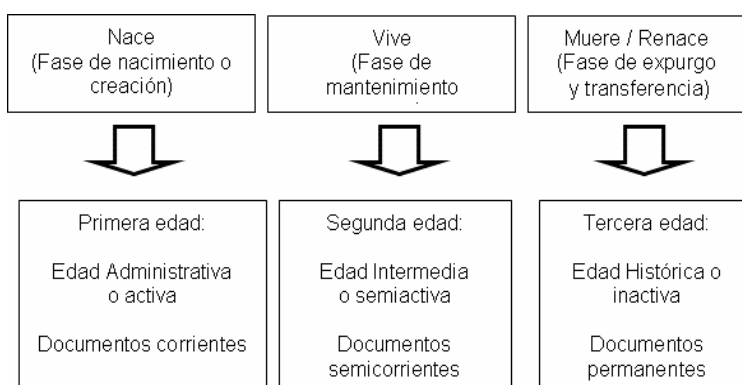 Nace
(Fase de nacimiento o
creación)
Vive
(Fase de
mantenimiento
Muere / Renace
(Fase de expurgo
y transferencia)
Primera edad:
Edad Administrativa
o activa
Documentos corrientes
Segunda edad:
Edad Intermedia
o semiactiva
Documentos
semicorrientes
Tercera edad:
Edad Histórica o
inactiva
Documentos
permanentes